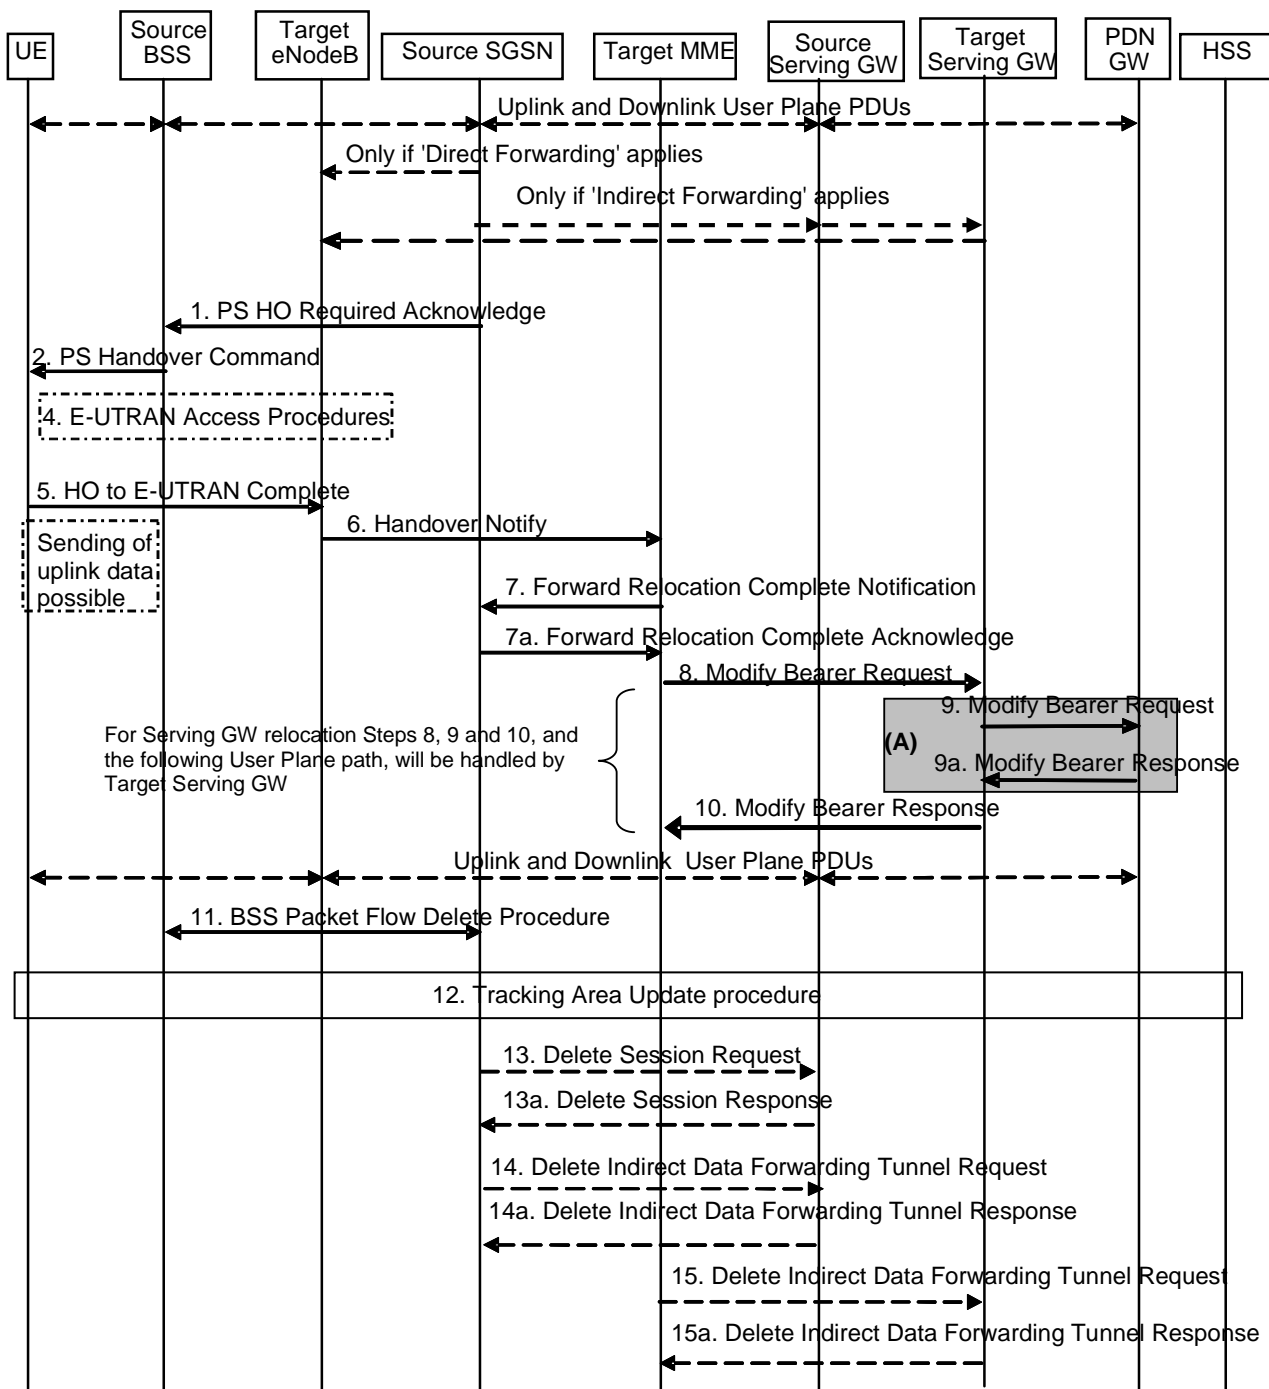 UE
Source
BSS
Target
eNodeB
Source SGSN
Target MME
Source
Serving GW
Target
Serving GW
PDN
GW
HSS
Uplink and Downlink User Plane PDUs
Only if 'Direct Forwarding' applies
Only if 'Indirect Forwarding' applies
1. PS HO Required Acknowledge
2. PS Handover Command
4. E-UTRAN Access Procedures
5. HO to E-UTRAN Complete
6. Handover Notify
Sending of
uplink data
possible
7. Forward Relocation Complete Notification
7a. Forward Relocation Complete Acknowledge
8. Modify Bearer Request
9. Modify Bearer Request
(A)
9a. Modify Bearer Response
For Serving GW relocation Steps 8, 9 and 10, and
the following User Plane path, will be handled by
Target Serving GW
10. Modify Bearer Response
Uplink and Downlink User Plane PDUs
11. BSS Packet Flow Delete Procedure
12. Tracking Area Update procedure
13. Delete Session Request
13a. Delete Session Response
14. Delete Indirect Data Forwarding Tunnel Request
14a. Delete Indirect Data Forwarding Tunnel Response
15. Delete Indirect Data Forwarding Tunnel Request
15a. Delete Indirect Data Forwarding Tunnel Response